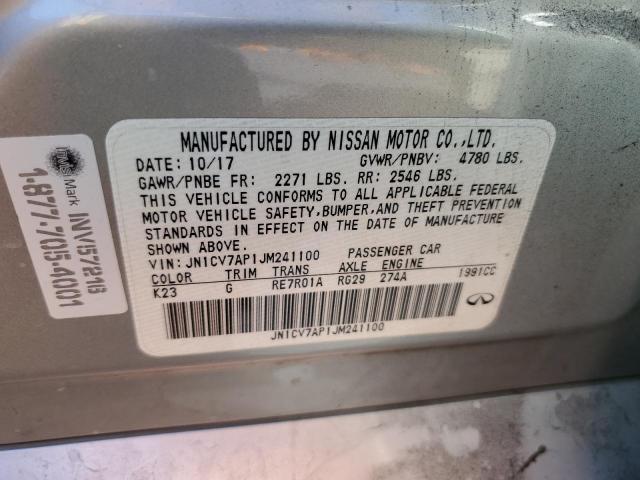 MANUFACTURED BY NISSAN MOTOR CO.,LTD.
DATE: 10/17 GVWR/PNBV: 4780 LBS.
GAWR/PNBE FR: 2271 LBS. RR: 2546 LBS.
THIS VEHICLE CONFORMS TO ALL APPLICABLE FEDERAL
MOTOR VEHICLE SAFETY, BUMPER, AND THEFT PREVENTION
STANDARDS IN EFFECT ON THE DATE OF MANUFACTURE
SHOWN ABOVE.
VIN: JN1CV7AP1JM241100 PASSENGER CAR
COLOR TRIM TRANS AXLE ENGINE
K23 G RE7R01A RG29 274A 1991CC
JN1CV7AP1JM241100
Mark
INV157216
1.877.705.4001